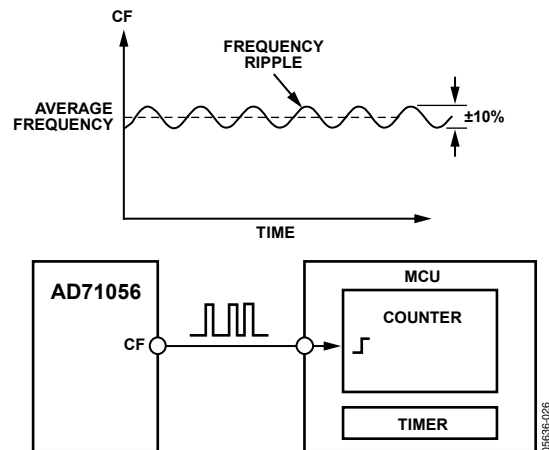 CF
FREQUENCY
RIPPLE
AVERAGE
FREQUENCY
±10%
TIME
AD71056
CF
MCU
COUNTER
TIMER
05636-026